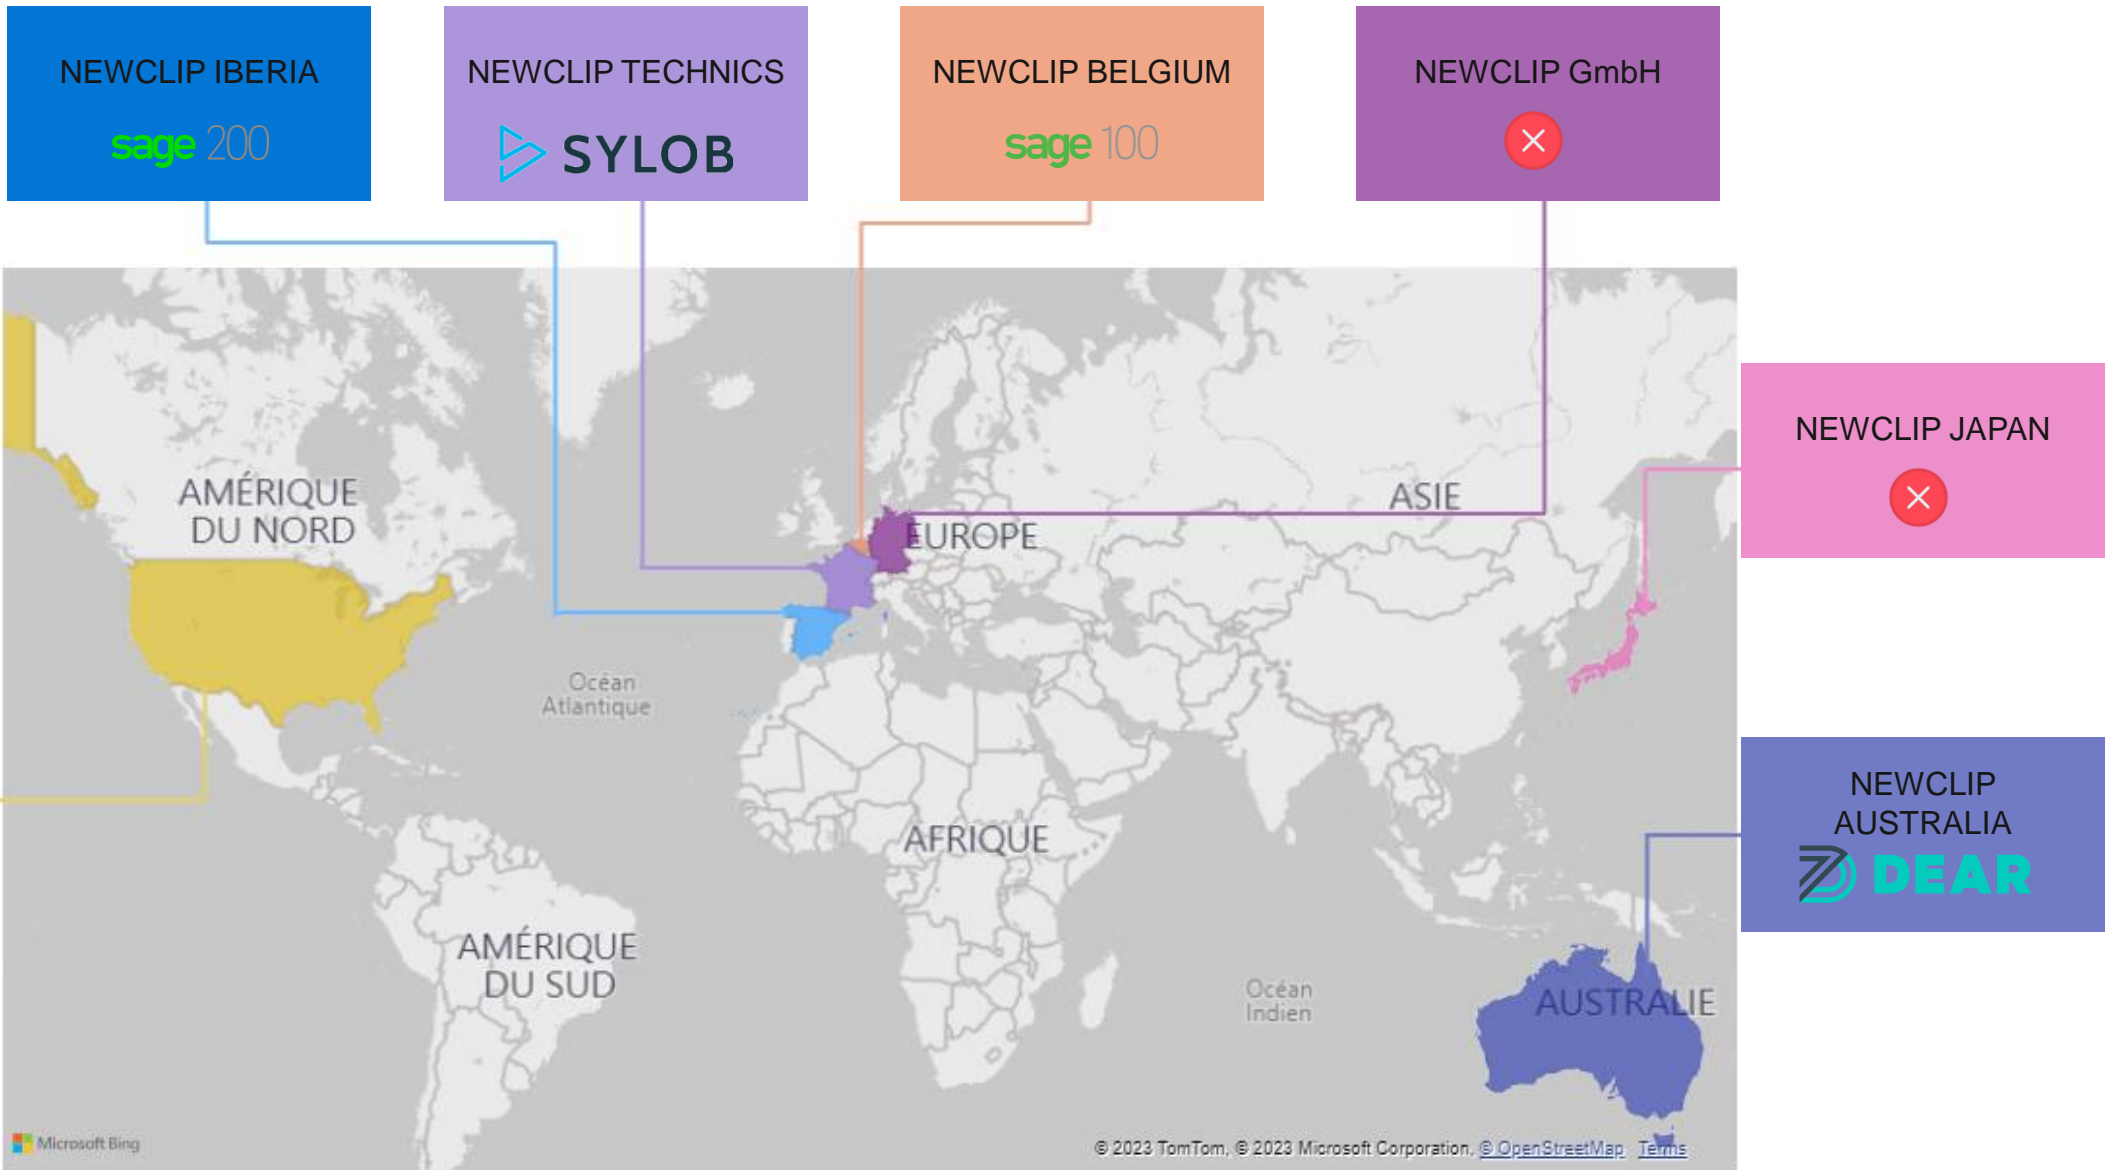 NEWCLIP IBERIA
sage 200
NEWCLIP TECHNICS
SYLOB
NEWCLIP BELGIUM
sage 100
NEWCLIP GmbH
NEWCLIP JAPAN
NEWCLIP
AUSTRALIA
DEAR
AMÉRIQUE
DU NORD
EUROPE
ASIE
Océan
Atlantique
AFRIQUE
AMÉRIQUE
DU SUD
Océan
Indien
AUSTRALIE
Microsoft Bing
© 2023 TomTom, © 2023 Microsoft Corporation, © OpenStreetMap Terms